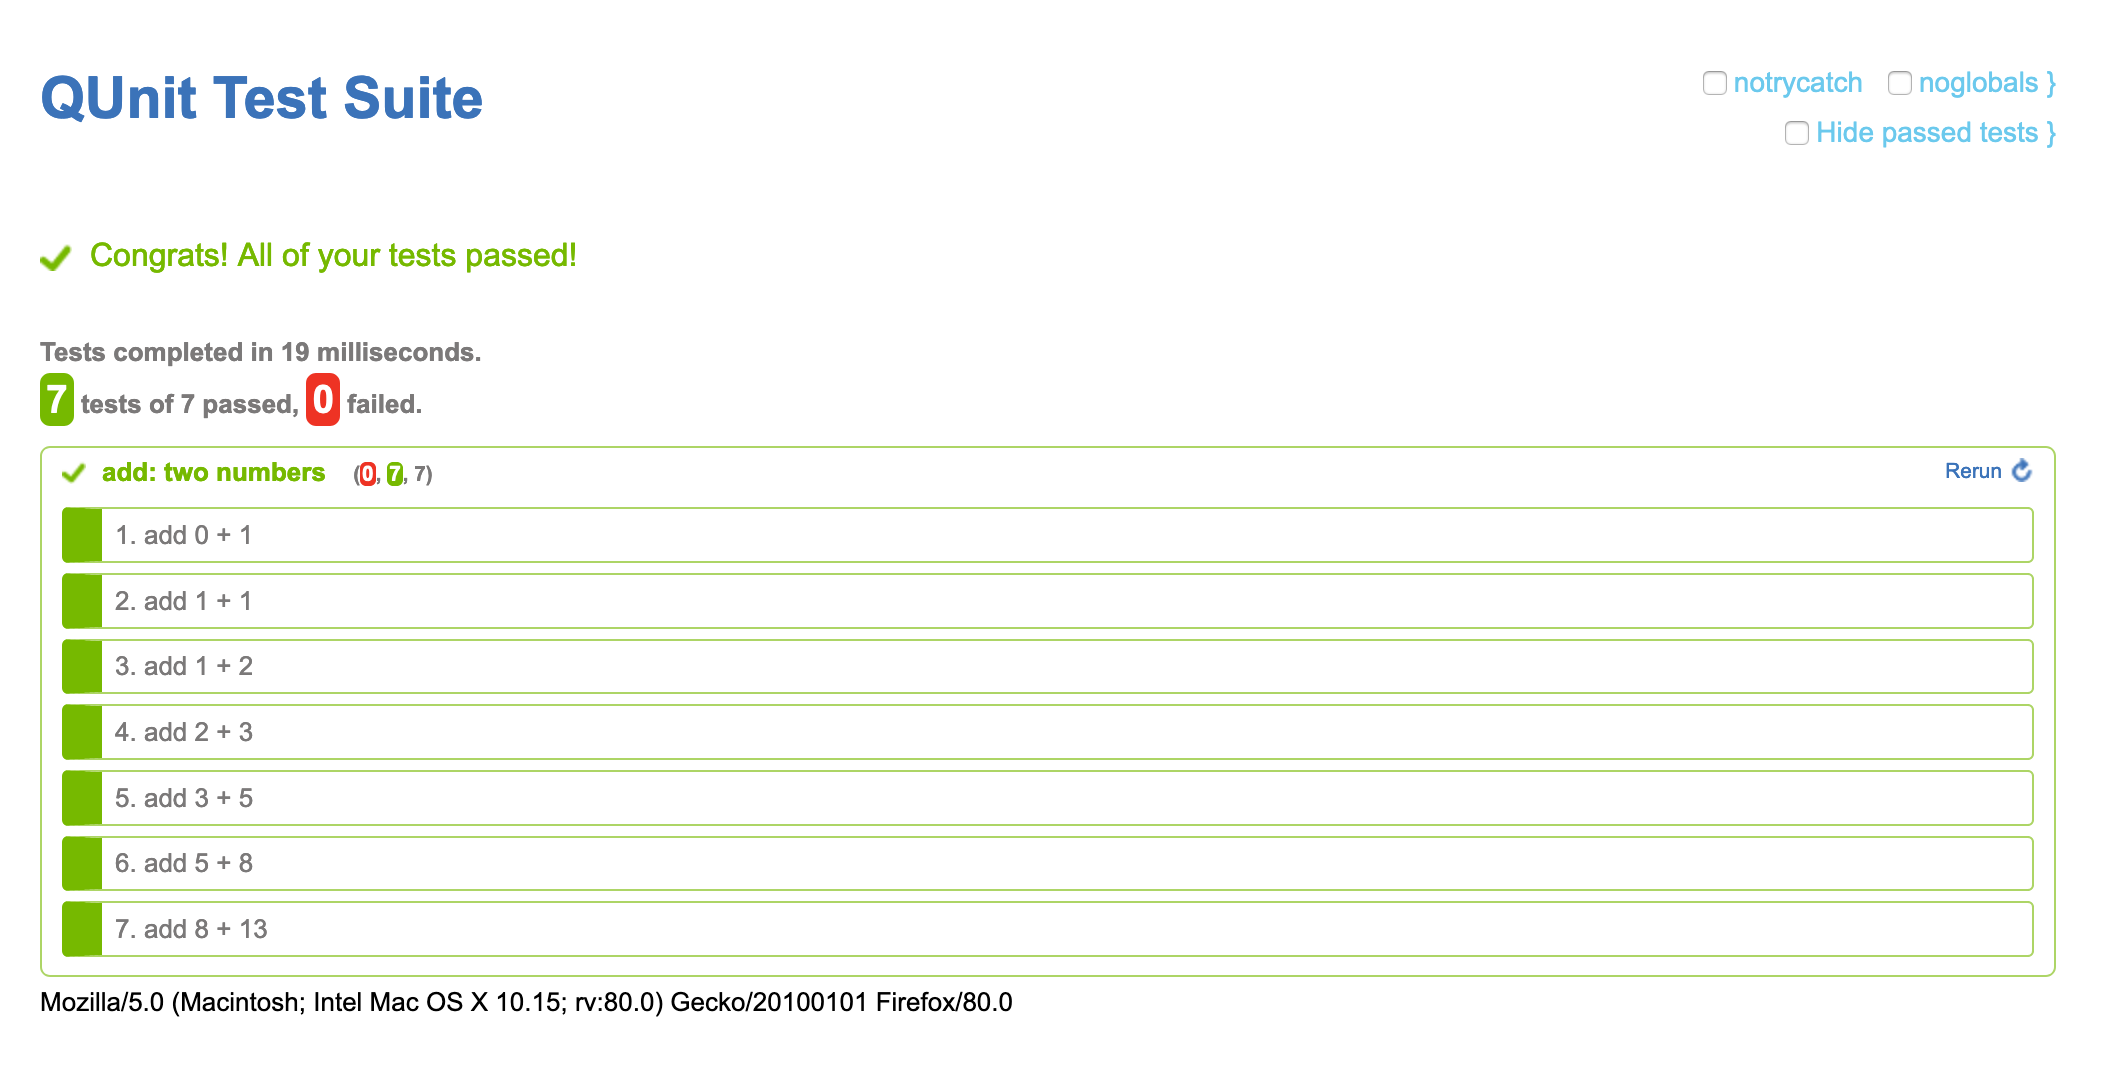 QUnit Test Suite
notrycatch noglobals }
Hide passed tests }
Congrats! All of your tests passed!
Tests completed in 19 milliseconds.
7 tests of 7 passed, 0 failed.
add: two numbers (0, 7, 7) Rerun
1. add 0 + 1
2. add 1 + 1
3. add 1 + 2
4. add 2 + 3
5. add 3 + 5
6. add 5 + 8
7. add 8 + 13
Mozilla/5.0 (Macintosh; Intel Mac OS X 10.15; rv:80.0) Gecko/20100101 Firefox/80.0